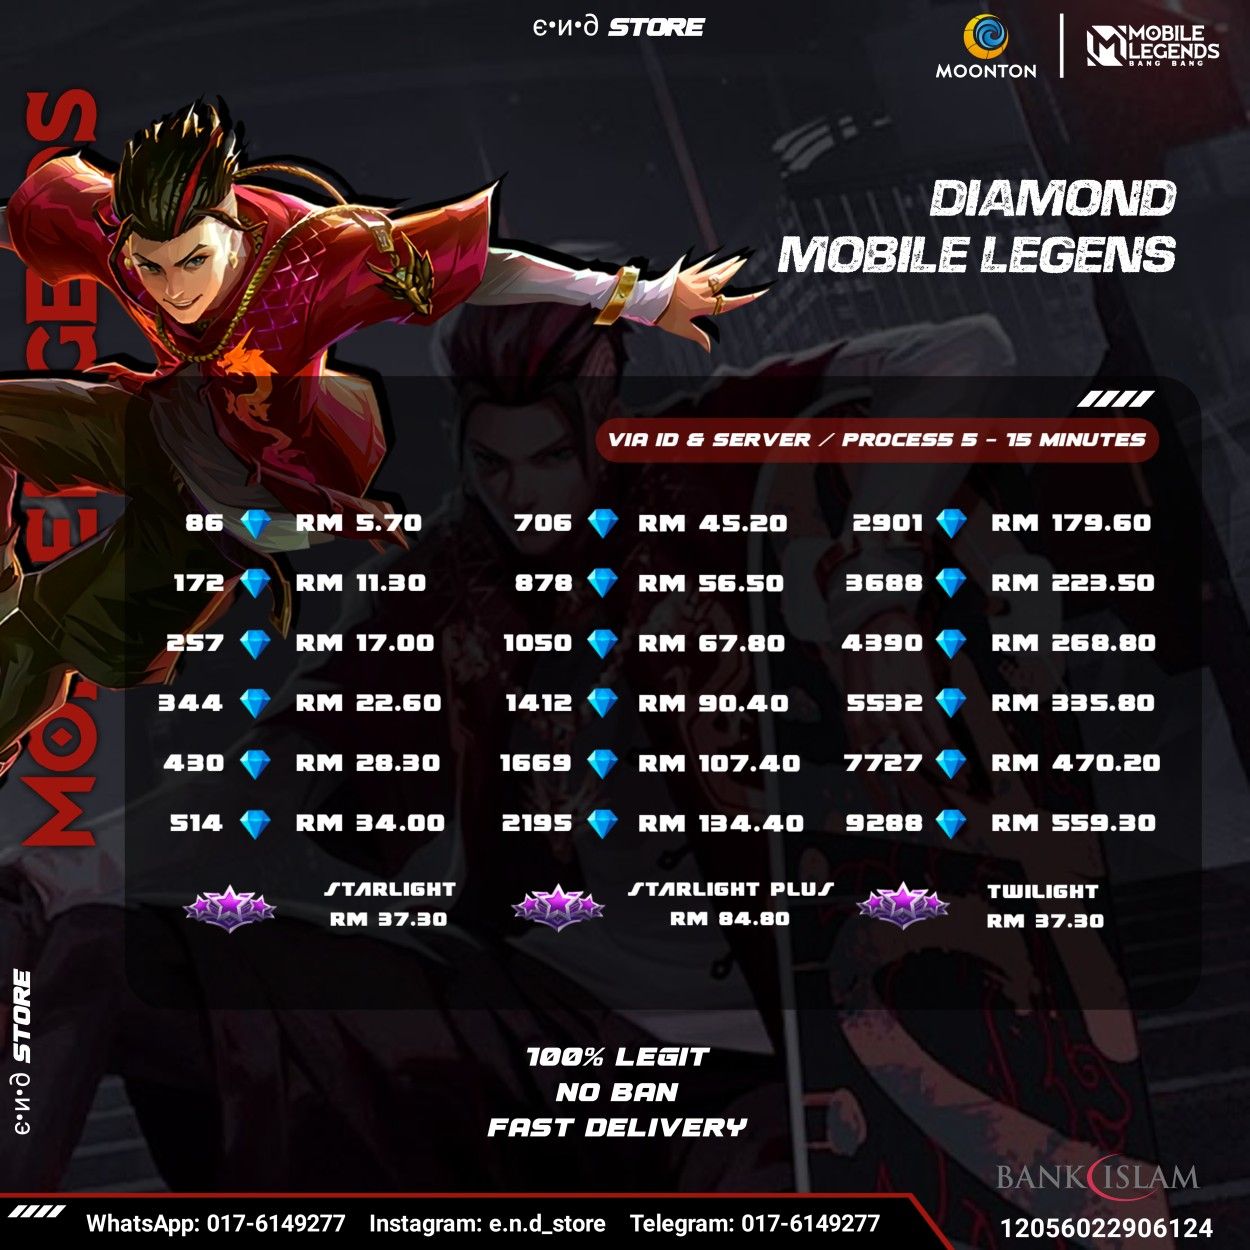 є•и•∂ STORE
MOONTON
MOBILE
LEGENDS
BANG BANG
DIAMOND
MOBILE LEGENS
VIA ID & SERVER / PROCESS 5 - 15 MINUTES
86 RM 5.70 706 RM 45.20 2901 RM 179.60
172 RM 11.30 878 RM 56.50 3688 RM 223.50
257 RM 17.00 1050 RM 67.80 4390 RM 268.80
344 RM 22.60 1412 RM 90.40 5532 RM 335.80
430 RM 28.30 1669 RM 107.40 7727 RM 470.20
514 RM 34.00 2195 RM 134.40 9288 RM 559.30
STARLIGHT STARLIGHT PLUS TWILIGHT
RM 37.30 RM 84.80 RM 37.30
є•и•∂ STORE
100% LEGIT
NO BAN
FAST DELIVERY
BANK ISLAM
WhatsApp: 017-6149277 Instagram: e.n.d_store Telegram: 017-6149277
12056022906124